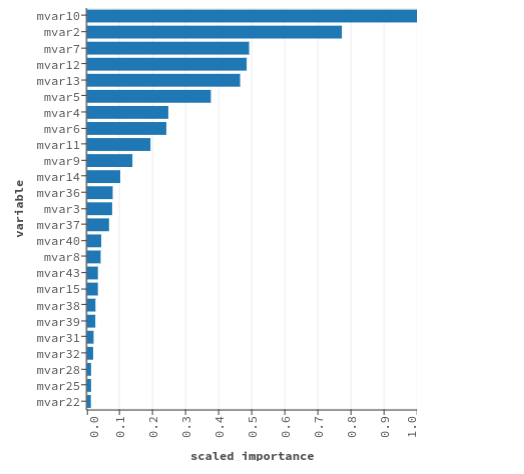 mvar10
mvar2
mvar7
mvar12
mvar13
mvar5
mvar4
mvar6
mvar11
mvar9
mvar14
mvar36
mvar3
mvar37
mvar40
mvar8
mvar43
mvar15
mvar38
mvar39
mvar31
mvar32
mvar28
mvar25
mvar22
variable
0.0 0.1 0.2 0.3 0.4 0.5 0.6 0.7 0.8 0.9 1.0
scaled importance